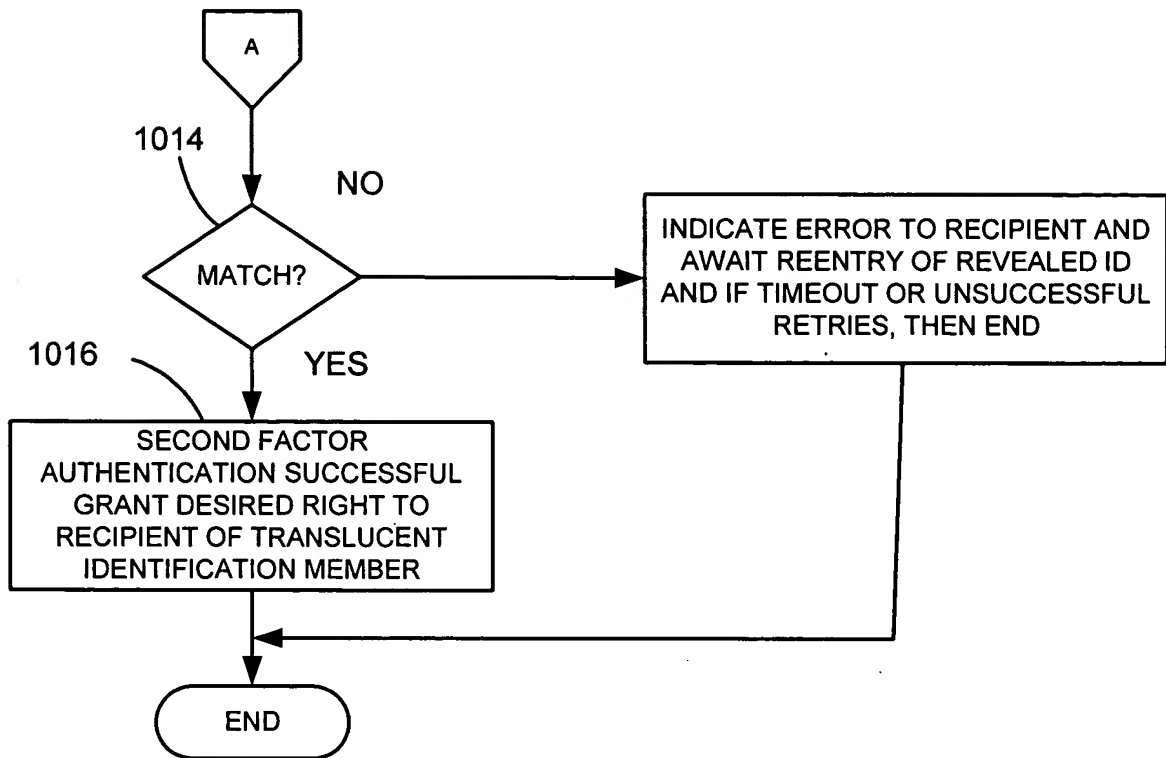 A
1014
NO
MATCH?
INDICATE ERROR TO RECIPIENT AND
AWAIT REENTRY OF REVEALED ID
AND IF TIMEOUT OR UNSUCCESSFUL
RETRIES, THEN END
1016
YES
SECOND FACTOR
AUTHENTICATION SUCCESSFUL
GRANT DESIRED RIGHT TO
RECIPIENT OF TRANSLUCENT
IDENTIFICATION MEMBER
END